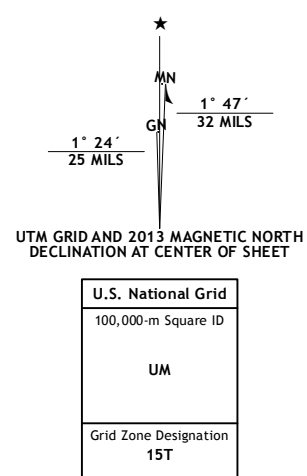 ★
MN
1° 47´
GN
32 MILS
1° 24´
25 MILS
UTM GRID AND 2013 MAGNETIC NORTH
DECLINATION AT CENTER OF SHEET
U.S. National Grid
100,000-m Square ID
UM
Grid Zone Designation
15T